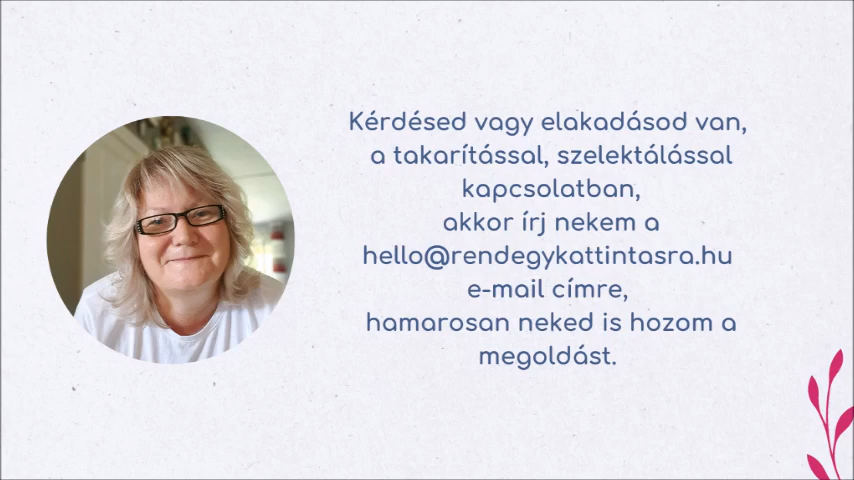 Kérdésed vagy elakadásod van,
a takarítással, szelektálással
kapcsolatban,
akkor írj nekem a
hello@rendegykattintasra.hu
e-mail címre,
hamarosan neked is hozom a
megoldást.